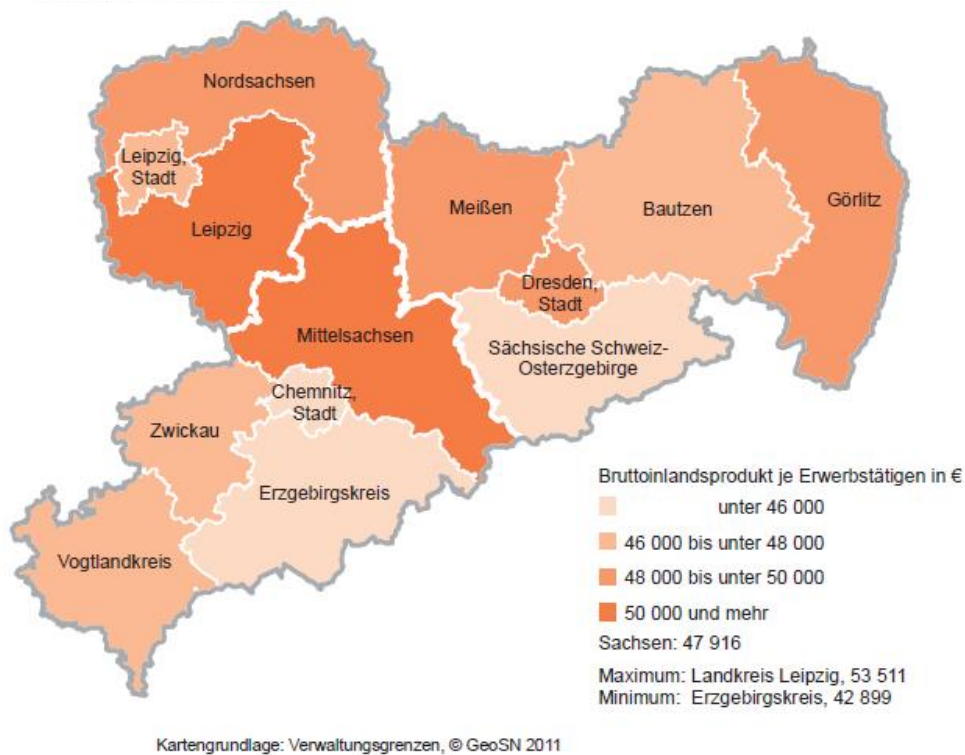 Nordsachsen
Leipzig,
Stadt
Leipzig
Meißen
Bautzen
Görlitz
Dresden,
Stadt
Mittelsachsen
Sächsische Schweiz-
Osterzgebirge
Chemnitz,
Stadt
Zwickau
Erzgebirgskreis
Vogtlandkreis
Bruttoinlandsprodukt je Erwerbstätigen in €
unter 46 000
46 000 bis unter 48 000
48 000 bis unter 50 000
50 000 und mehr
Sachsen: 47 916
Maximum: Landkreis Leipzig, 53 511
Minimum: Erzgebirgskreis, 42 899
Kartengrundlage: Verwaltungsgrenzen, © GeoSN 2011